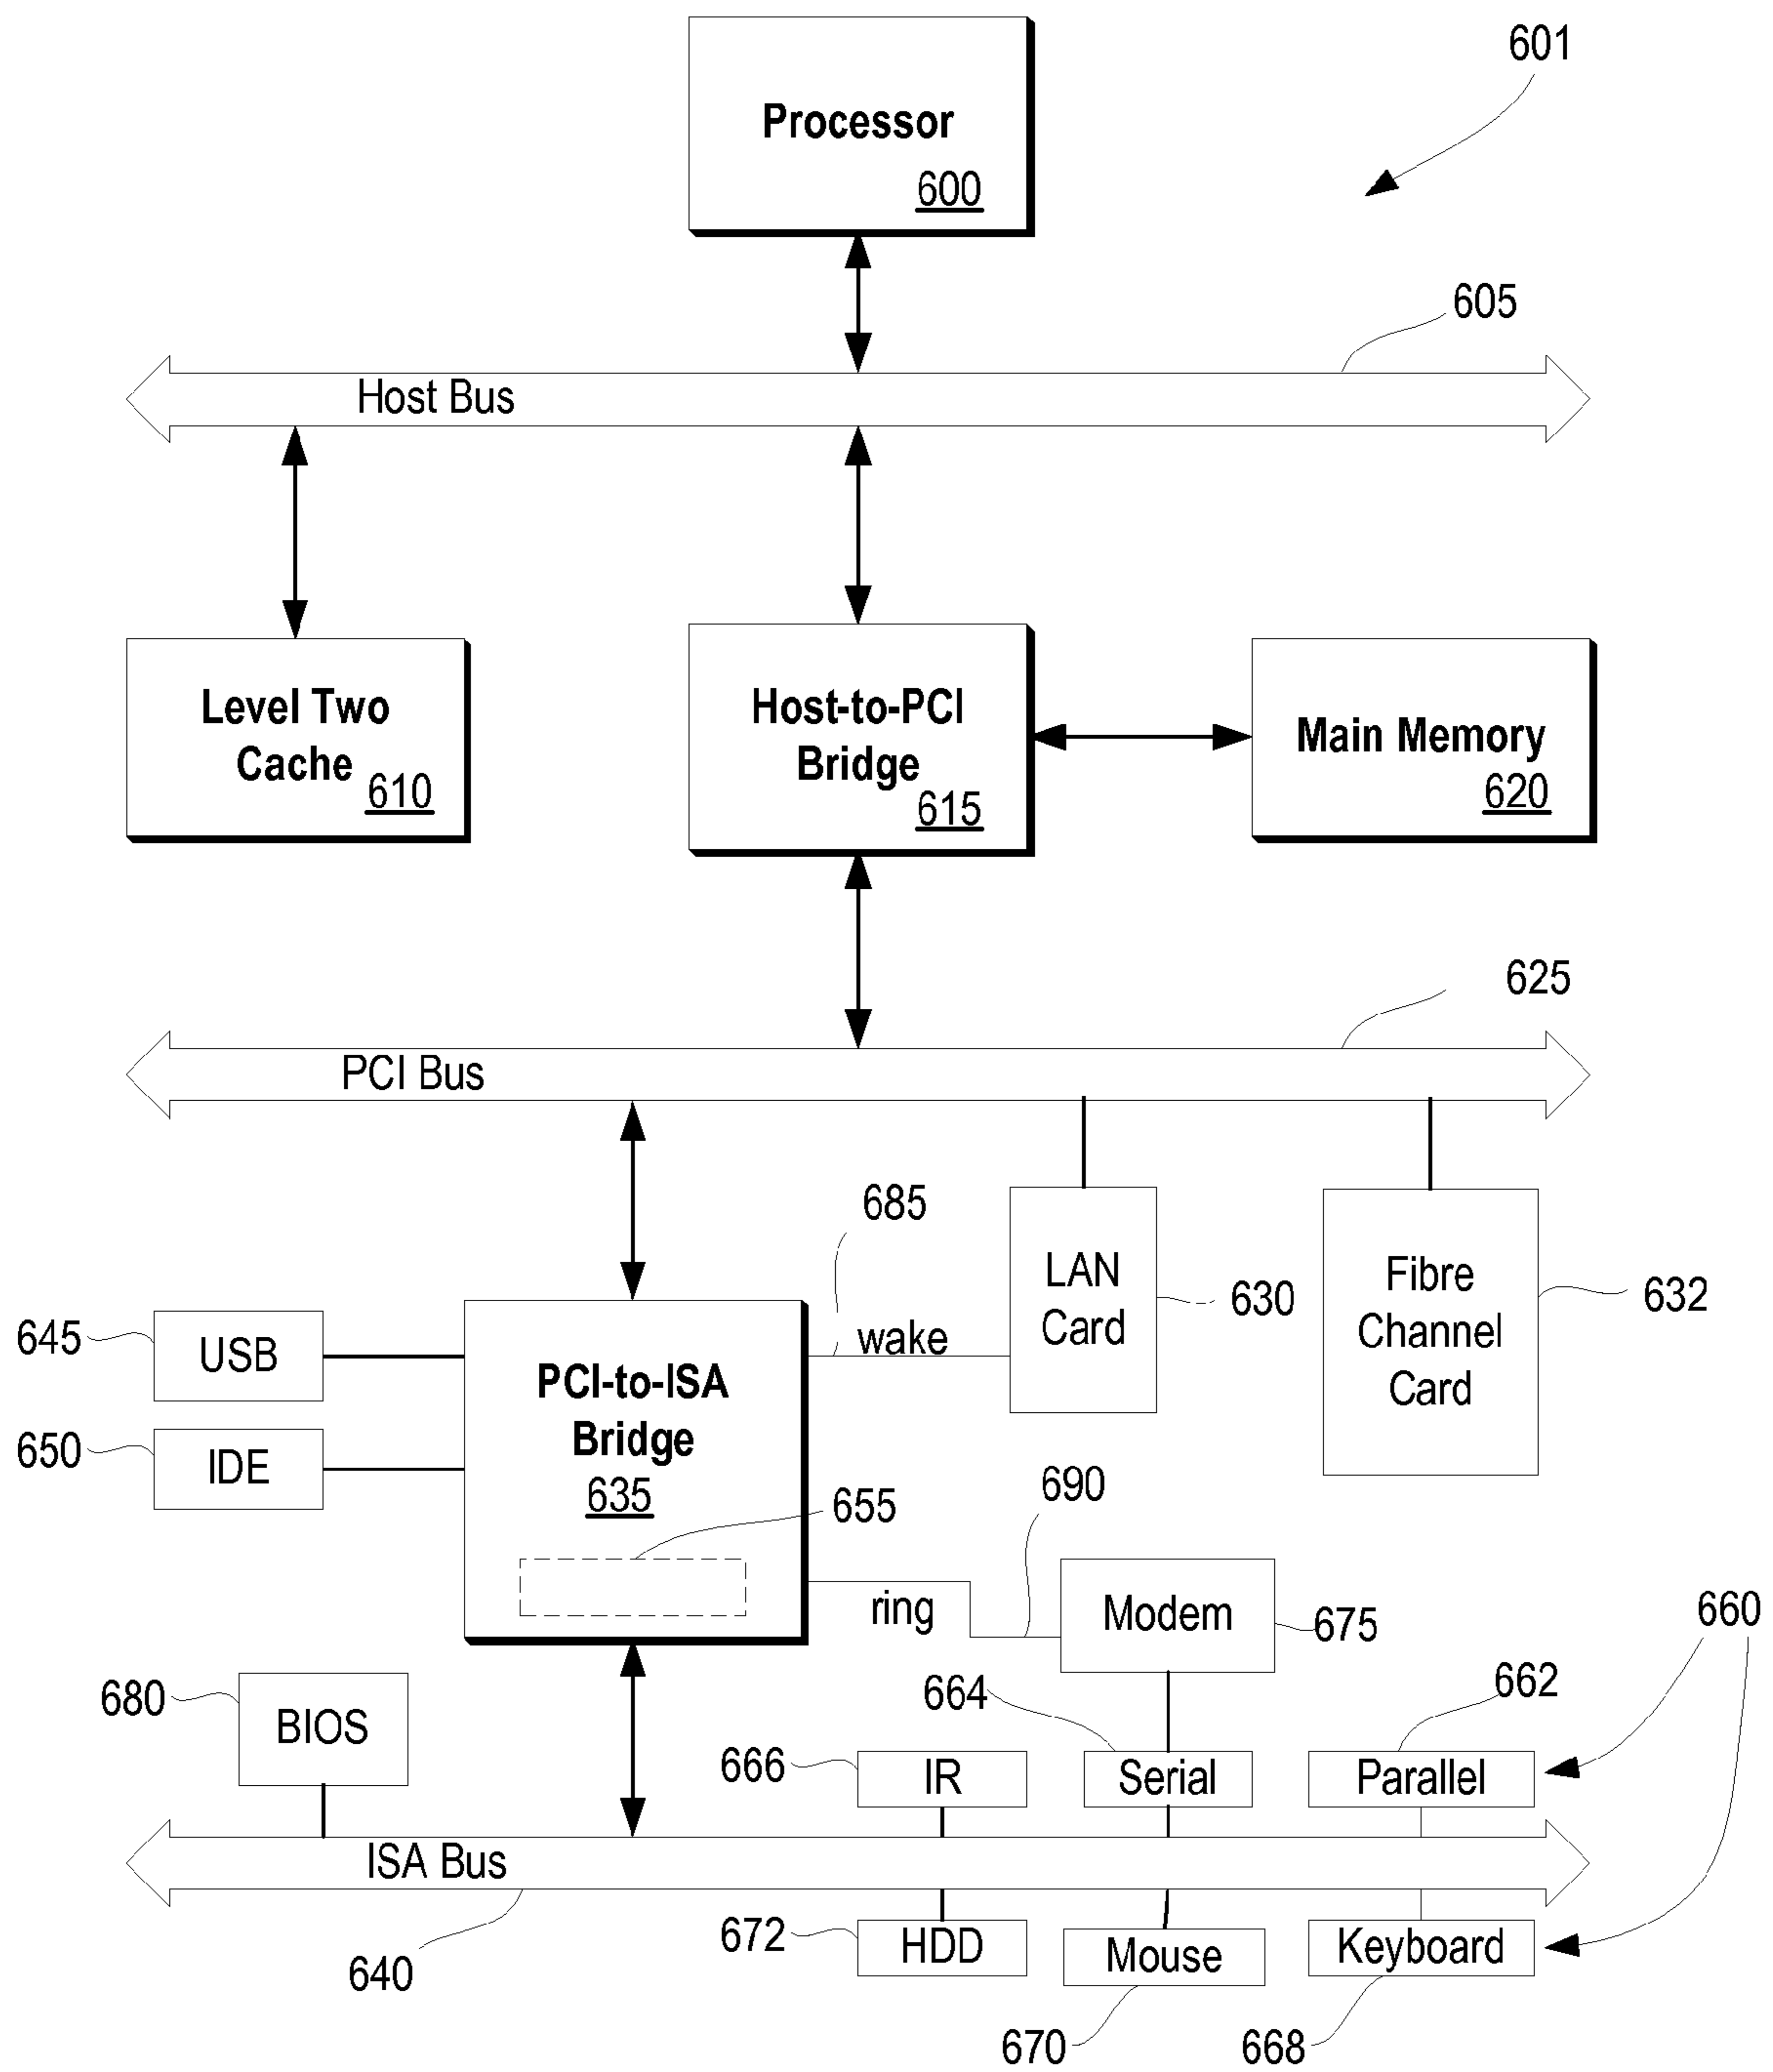 601
Processor
600
605
Host Bus
Level Two
Cache
610
Host-to-PCI
Bridge
615
Main Memory
620
625
PCI Bus
685
LAN
Card
630
Fibre
Channel
Card
632
645
USB
wake
PCI-to-ISA
Bridge
635
650
IDE
655
690
ring
Modem
675
660
680
BIOS
664
662
666
IR
Serial
Parallel
ISA Bus
640
672
HDD
Mouse
Keyboard
670
668